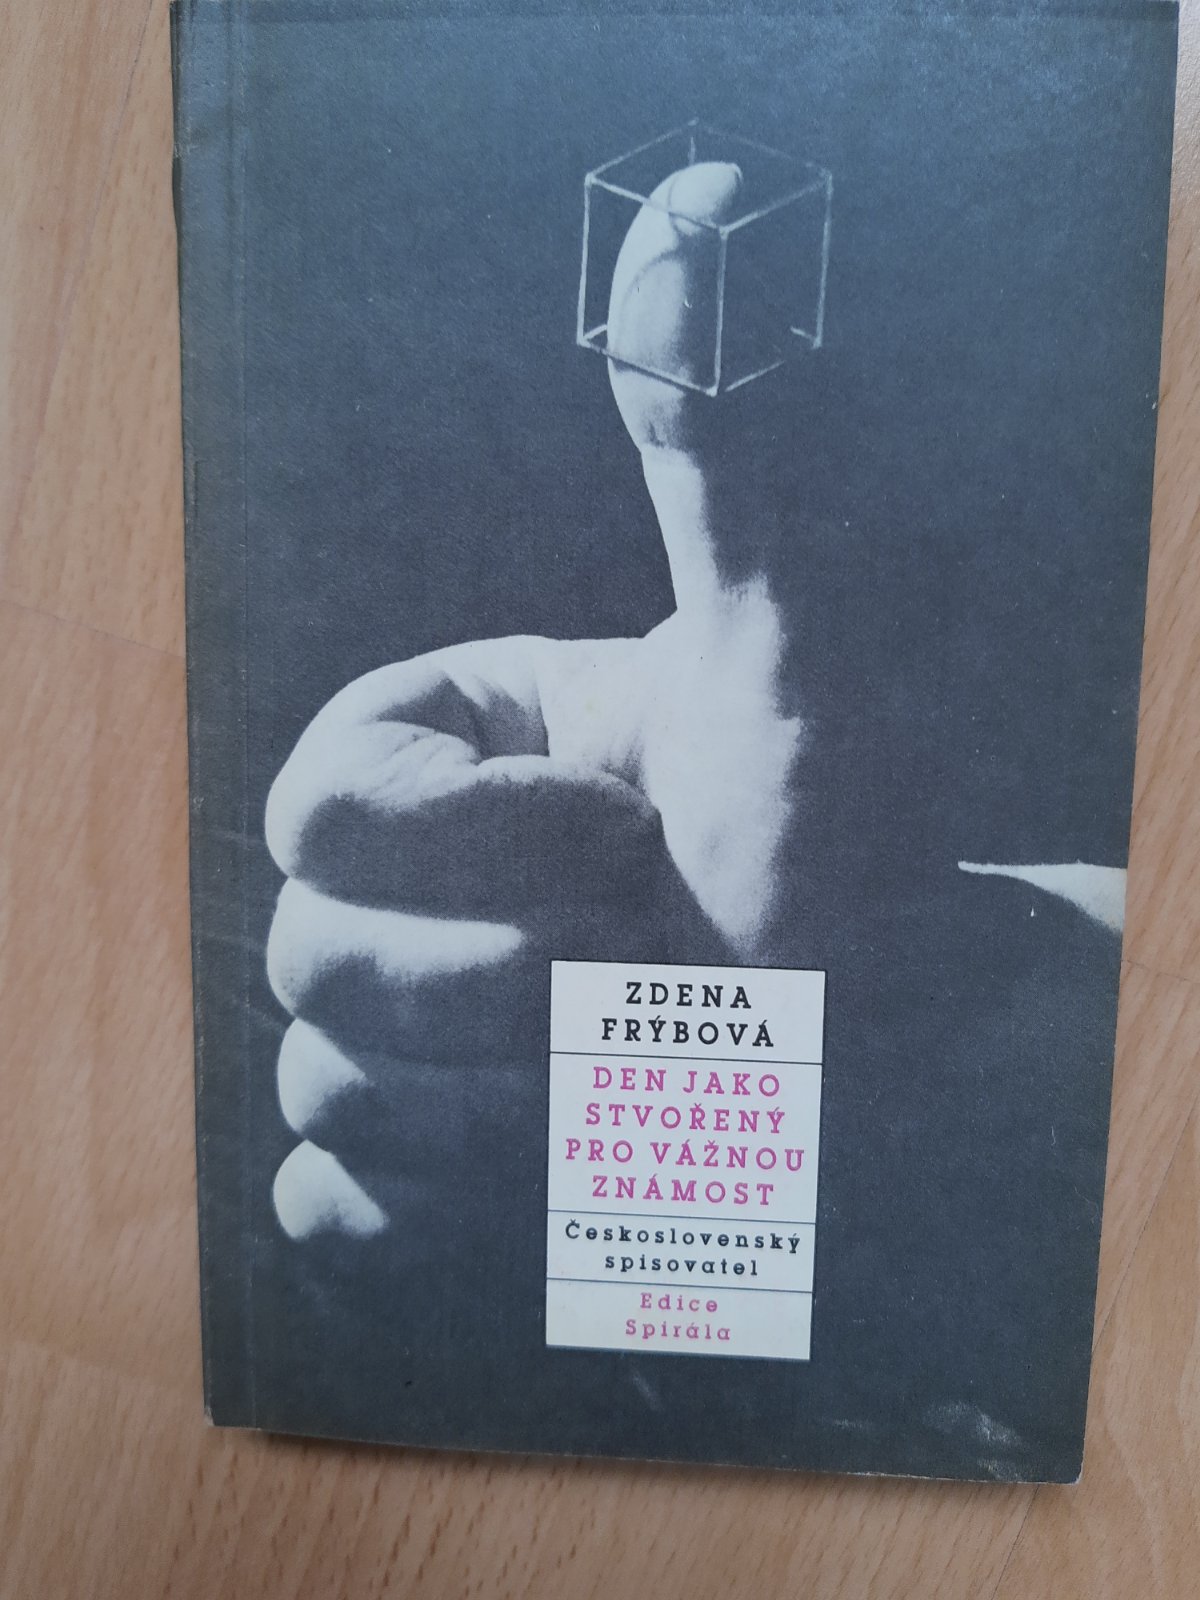 ZDENA
FRÝBOVÁ
DEN JAKO
STVOŘENÝ
PRO VÁŽNOU
ZNÁMOST
Československý
spisovatel
Edice
Spirála